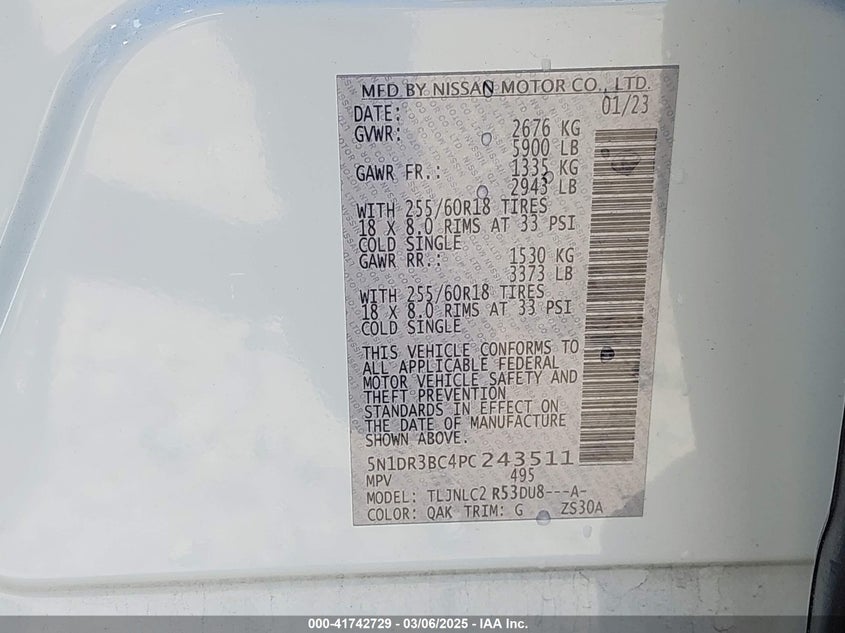 MFD BY NISSAN MOTOR CO., LTD.
DATE: 01/23
GVWR: 2676 KG
5900 LB
GAWR FR.: 1335 KG
2943 LB
WITH 255/60R18 TIRES
18 X 8.0 RIMS AT 33 PSI
COLD SINGLE
GAWR RR.: 1530 KG
3373 LB
WITH 255/60R18 TIRES
18 X 8.0 RIMS AT 33 PSI
COLD SINGLE
THIS VEHICLE CONFORMS TO
ALL APPLICABLE FEDERAL
MOTOR VEHICLE SAFETY AND
THEFT PREVENTION
STANDARDS IN EFFECT ON
THE DATE OF MANUFACTURE
SHOWN ABOVE.
5N1DR3BC4PC243511
MPV 495
MODEL: TLJNLC2 R53DU8---A-
COLOR: QAK TRIM: G ZS30A
000-41742729 - 03/06/2025 - IAA Inc.